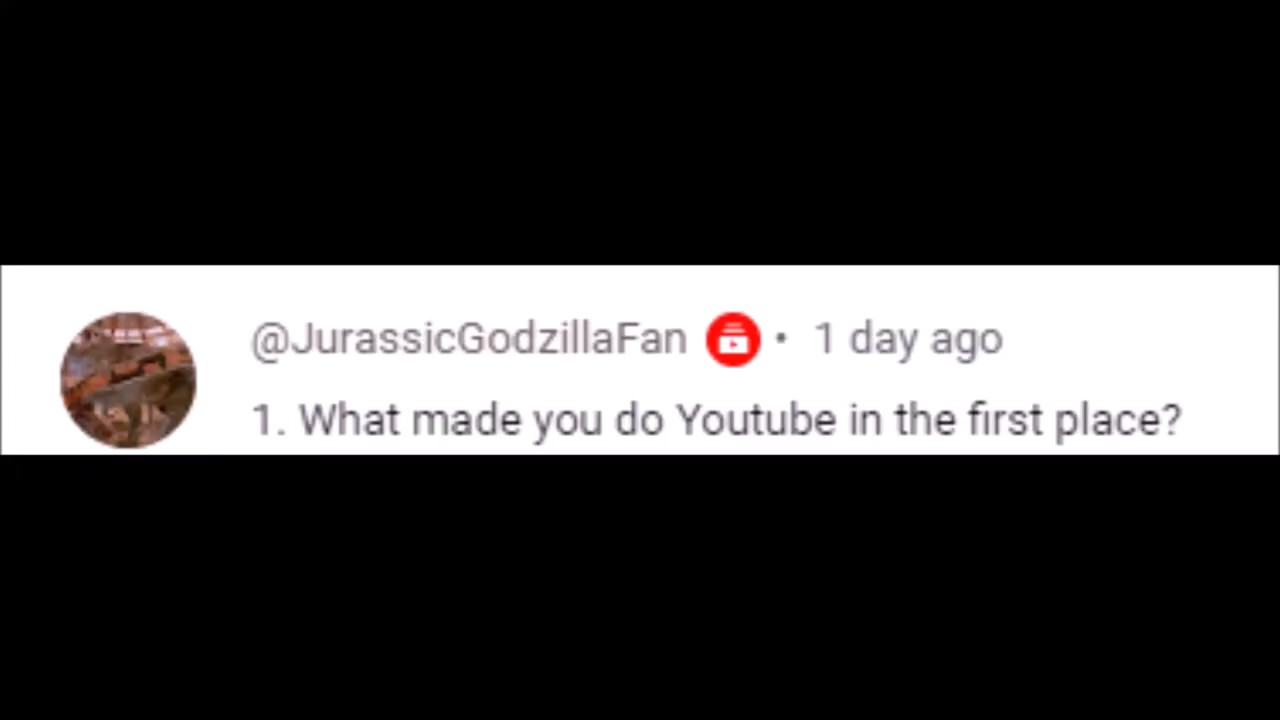 @JurassicGodzillaFan • 1 day ago
1. What made you do Youtube in the first place?